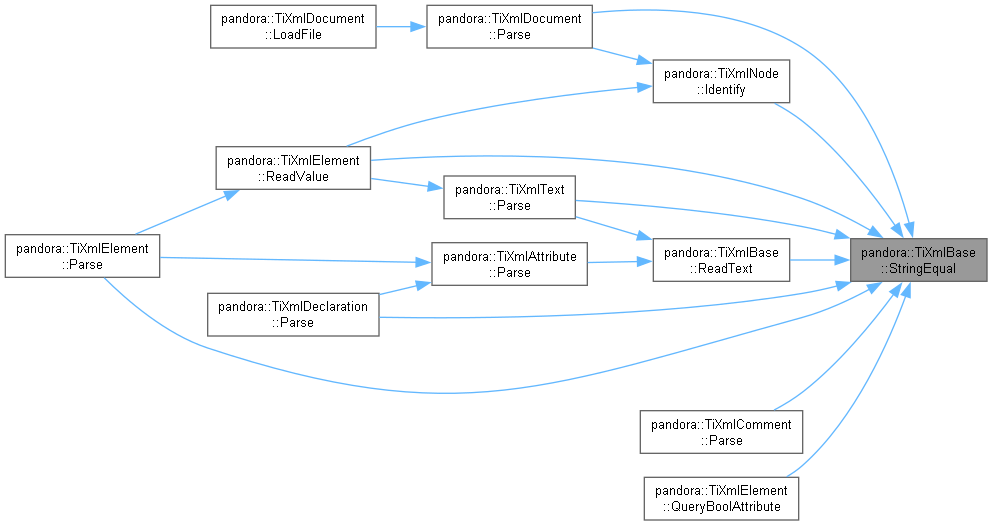 pandora::TiXmlDocument
::LoadFile
pandora::TiXmlDocument
::Parse
pandora::TiXmlNode
::Identify
pandora::TiXmlElement
::ReadValue
pandora::TiXmlText
::Parse
pandora::TiXmlElement
::Parse
pandora::TiXmlAttribute
::Parse
pandora::TiXmlBase
::ReadText
pandora::TiXmlBase
::StringEqual
pandora::TiXmlDeclaration
::Parse
pandora::TiXmlComment
::Parse
pandora::TiXmlElement
::QueryBoolAttribute